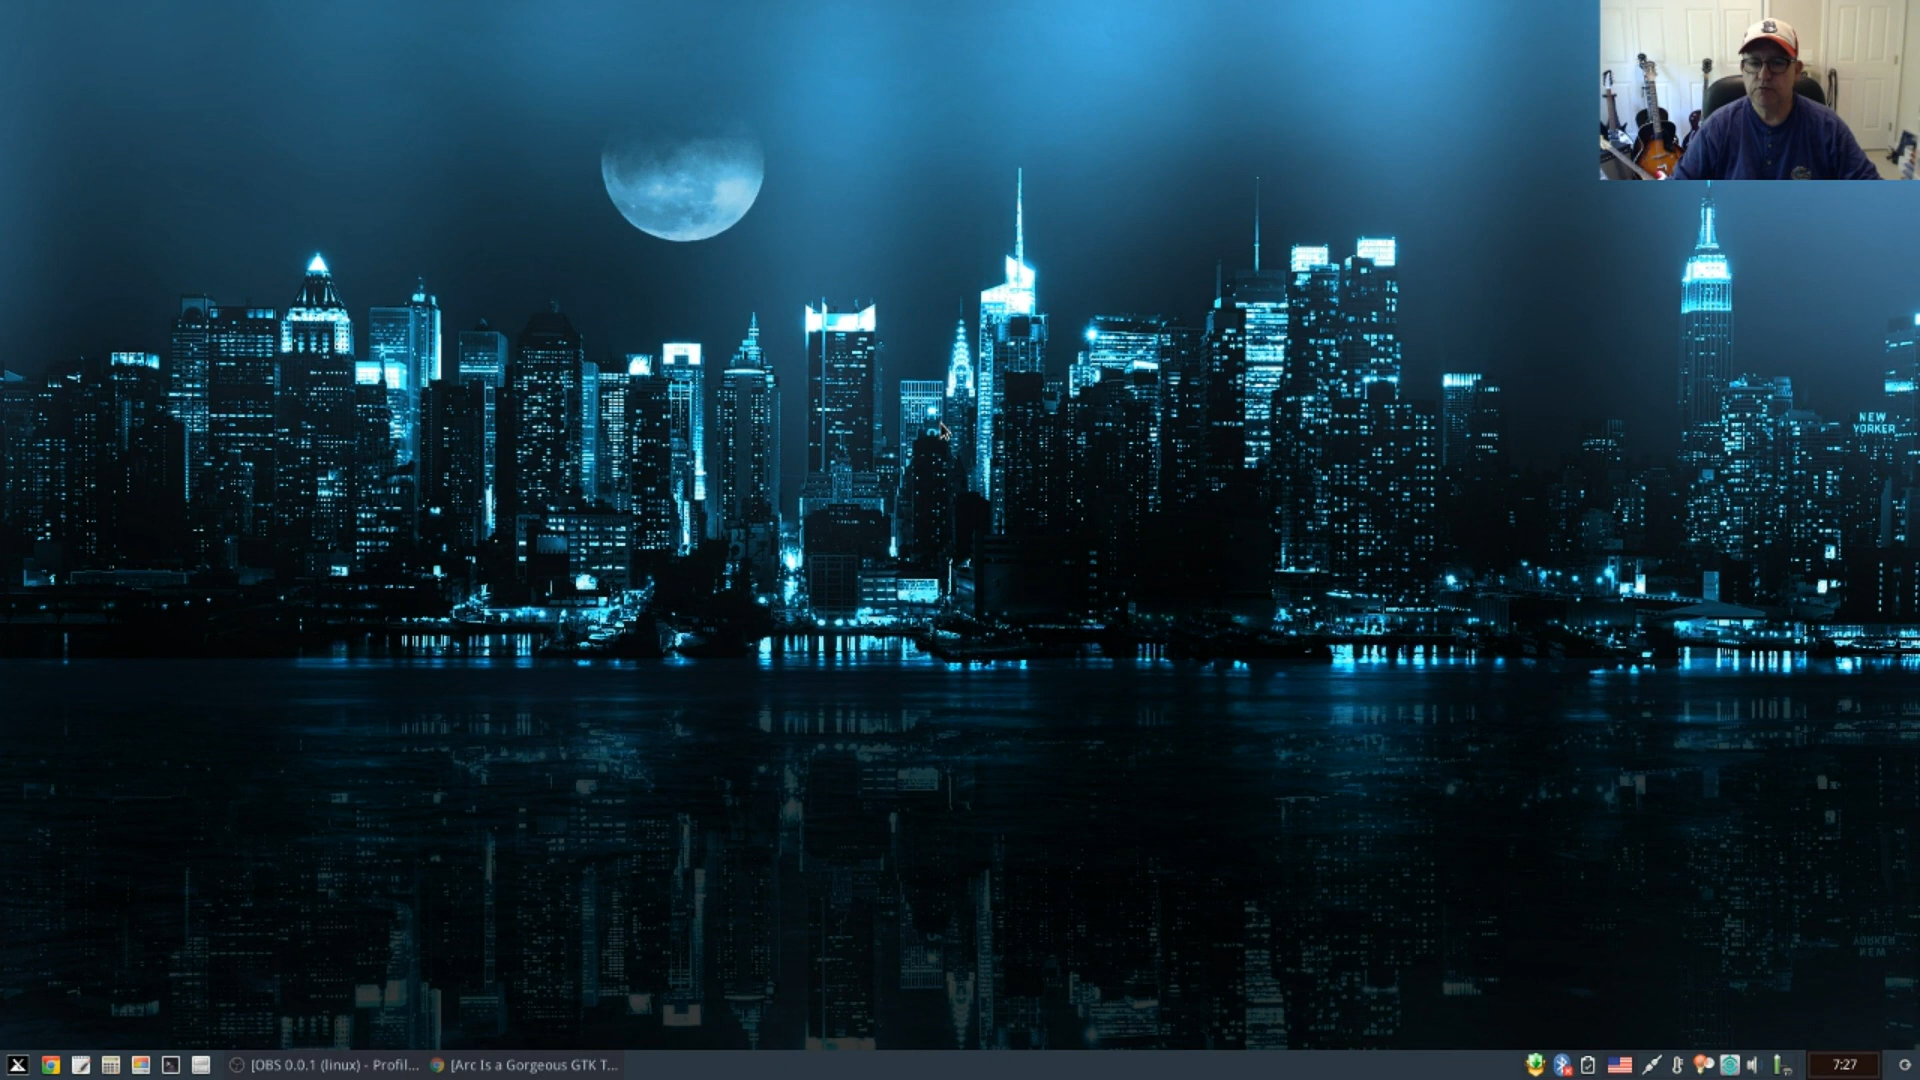 NEW
YORKER
[OBS 0.0.1 (linux) - Profil...
[Arc Is a Gorgeous GTK T...
7:27